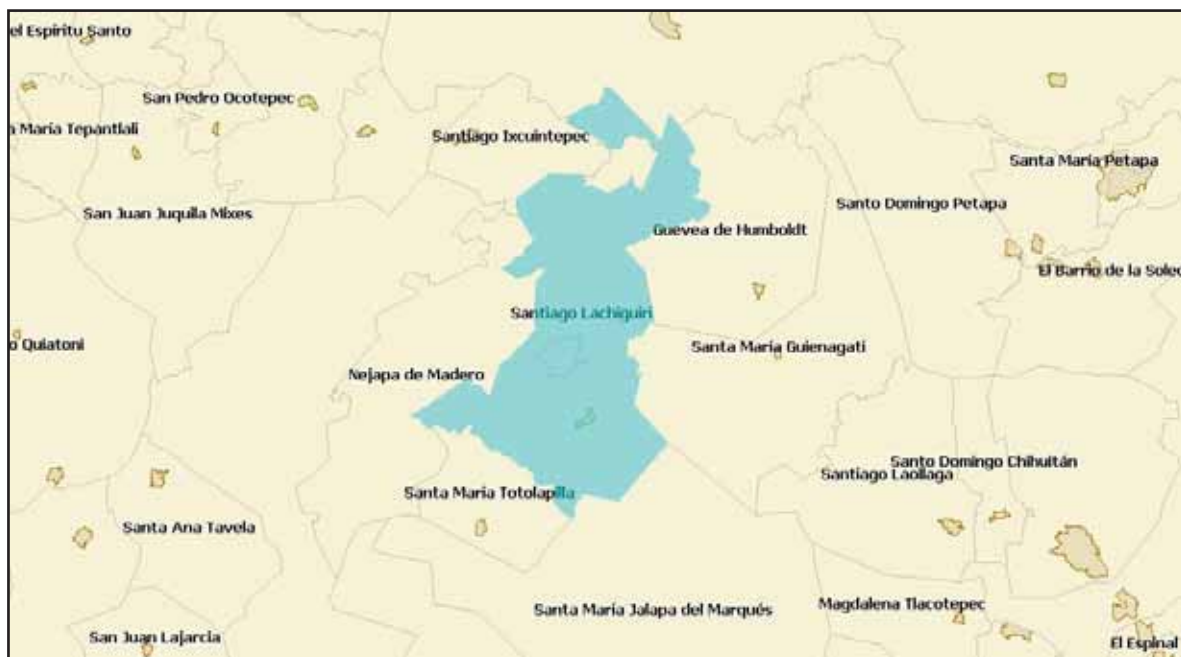 el Espíritu Santo
San Pedro Ocotepec
a María Tepantlali
Santiago Ixcuintepec
Santa María Petapa
San Juan Juquila Mixes
Santo Domingo Petapa
Guevea de Humboldt
El Barrio de la Soled
Santiago Lachiguiri
o Quiatoni
Santa María Guienagati
Nejapa de Madero
Santo Domingo Chihuitán
Santiago Laollaga
Santa María Totolapilla
Santa Ana Tavela
Santa María Jalapa del Marqués
Magdalena Tlacotepec
San Juan Lajarcia
El Espinal